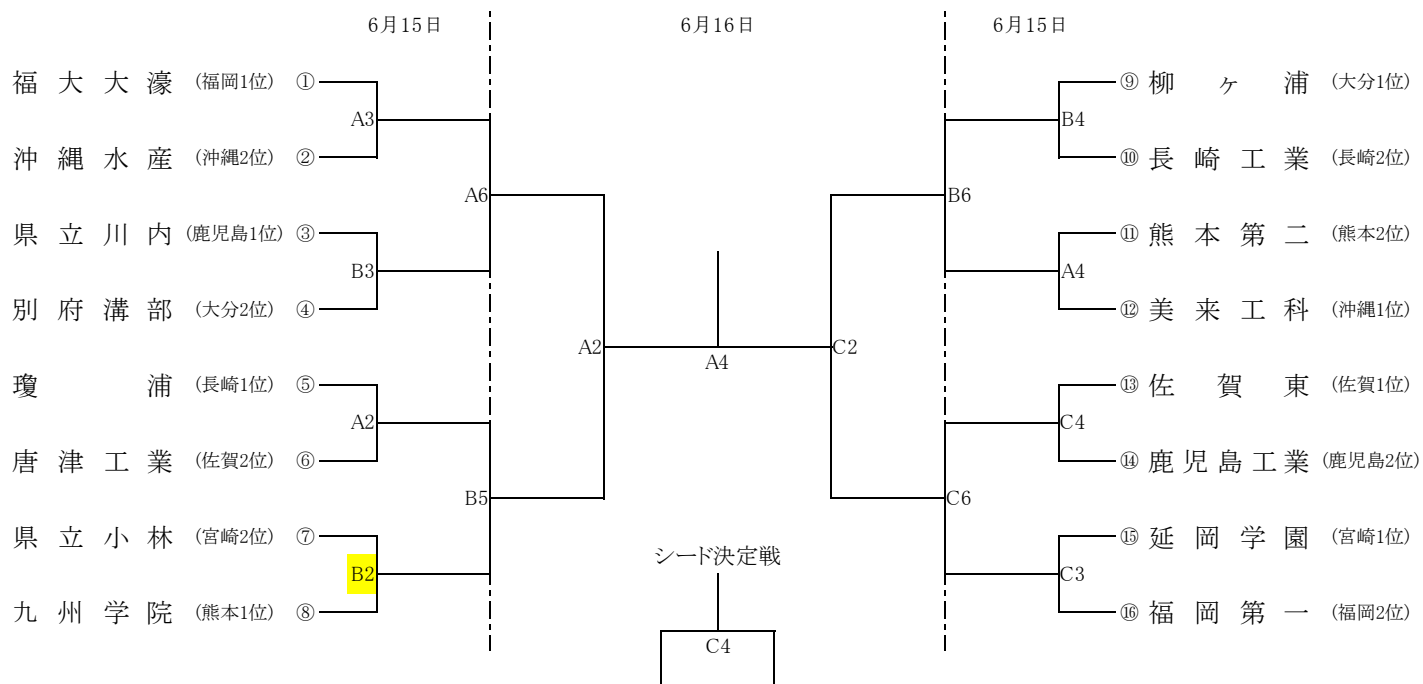 6月15日 6月16日 6月15日
福大大濠 (福岡1位) ① ⑨ 柳ヶ浦 (大分1位)
A3 B4
沖縄水産 (沖縄2位) ② ⑩ 長崎工業 (長崎2位)
A6 B6
県立川内 (鹿児島1位) ③ ⑪ 熊本第二 (熊本2位)
B3 A4
別府溝部 (大分2位) ④ ⑫ 美来工科 (沖縄1位)
A2 A4 C2
瓊浦 (長崎1位) ⑤ ⑬ 佐賀東 (佐賀1位)
A2 C4
唐津工業 (佐賀2位) ⑥ ⑭ 鹿児島工業 (鹿児島2位)
B5 C6
県立小林 (宮崎2位) ⑦ ⑮ 延岡学園 (宮崎1位)
シード決定戦
B2 C3
九州学院 (熊本1位) ⑧ ⑯ 福岡第一 (福岡2位)
C4